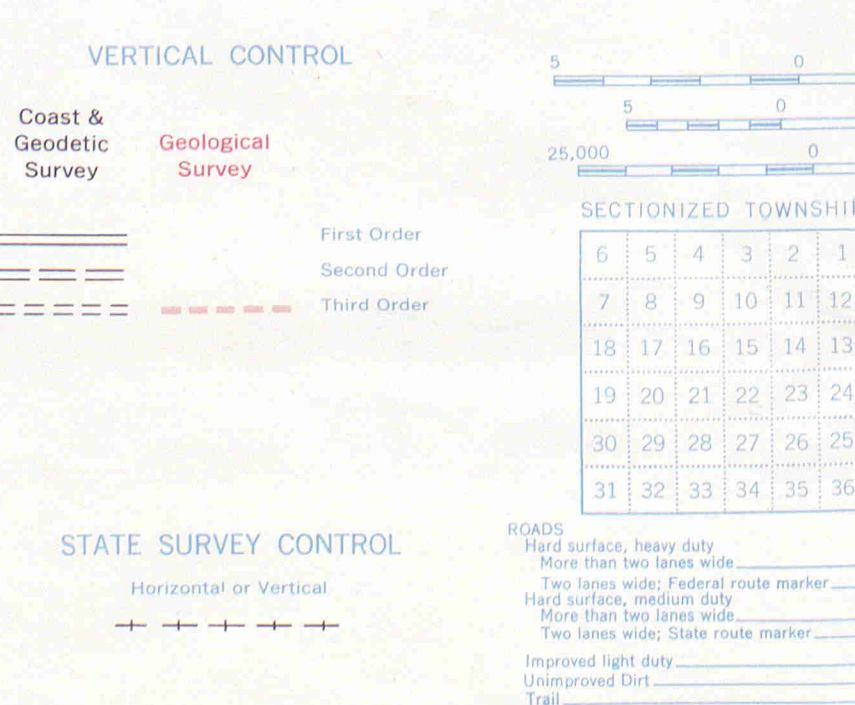 VERTICAL CONTROL
Coast &
Geodetic
Survey
Geological
Survey
First Order
Second Order
Third Order
STATE SURVEY CONTROL
Horizontal or Vertical
5 0
5 0
25,000 0
SECTIONIZED TOWNSHIP
6 5 4 3 2 1
7 8 9 10 11 12
18 17 16 15 14 13
19 20 21 22 23 24
30 29 28 27 26 25
31 32 33 34 35 36
ROADS
Hard surface, heavy duty
More than two lanes wide
Two lanes wide; Federal route marker
Hard surface, medium duty
More than two lanes wide
Two lanes wide; State route marker
Improved light duty
Unimproved Dirt
Trail